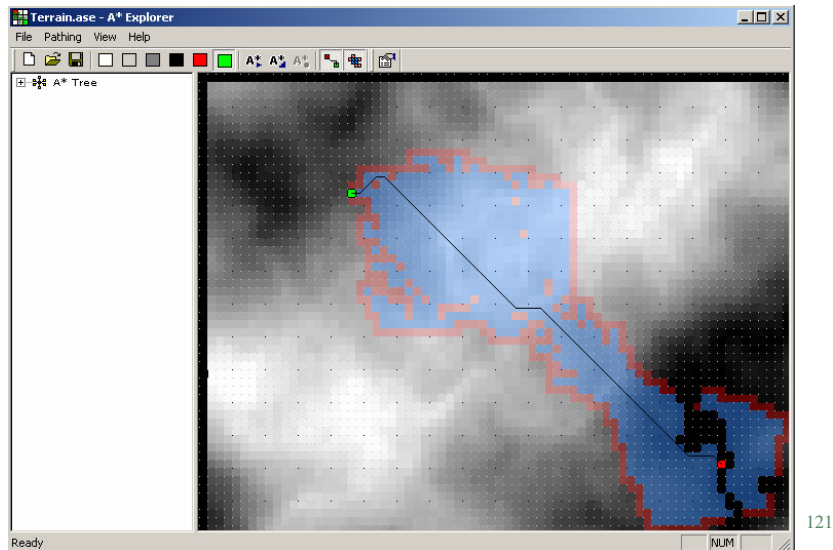 Terrain.ase - A* Explorer
File Pathing View Help
A* A* A*
A* Tree
121
Ready
NUM